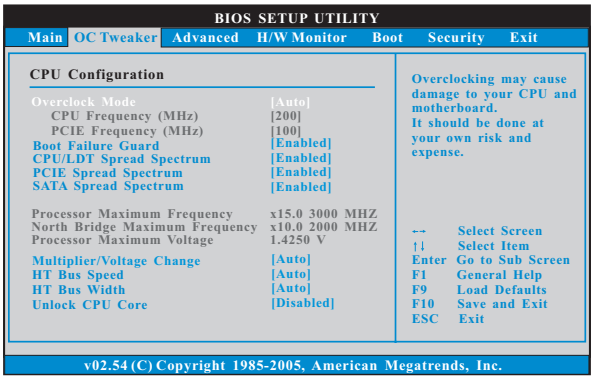 BIOS SETUP UTILITY
Main OC Tweaker Advanced H/W Monitor Boot Security Exit
CPU Configuration
Overclock Mode [Auto]
CPU Frequency (MHz) [200]
PCIE Frequency (MHz) [100]
Boot Failure Guard [Enabled]
CPU/LDT Spread Spectrum [Enabled]
PCIE Spread Spectrum [Enabled]
SATA Spread Spectrum [Enabled]
Processor Maximum Frequency x15.0 3000 MHZ
North Bridge Maximum Frequency x10.0 2000 MHZ
Processor Maximum Voltage 1.4250 V
Multiplier/Voltage Change [Auto]
HT Bus Speed [Auto]
HT Bus Width [Auto]
Unlock CPU Core [Disabled]
Overclocking may cause
damage to your CPU and
motherboard.
It should be done at
your own risk and
expense.
←→ Select Screen
↑↓ Select Item
Enter Go to Sub Screen
F1 General Help
F9 Load Defaults
F10 Save and Exit
ESC Exit
v02.54 (C) Copyright 1985-2005, American Megatrends, Inc.